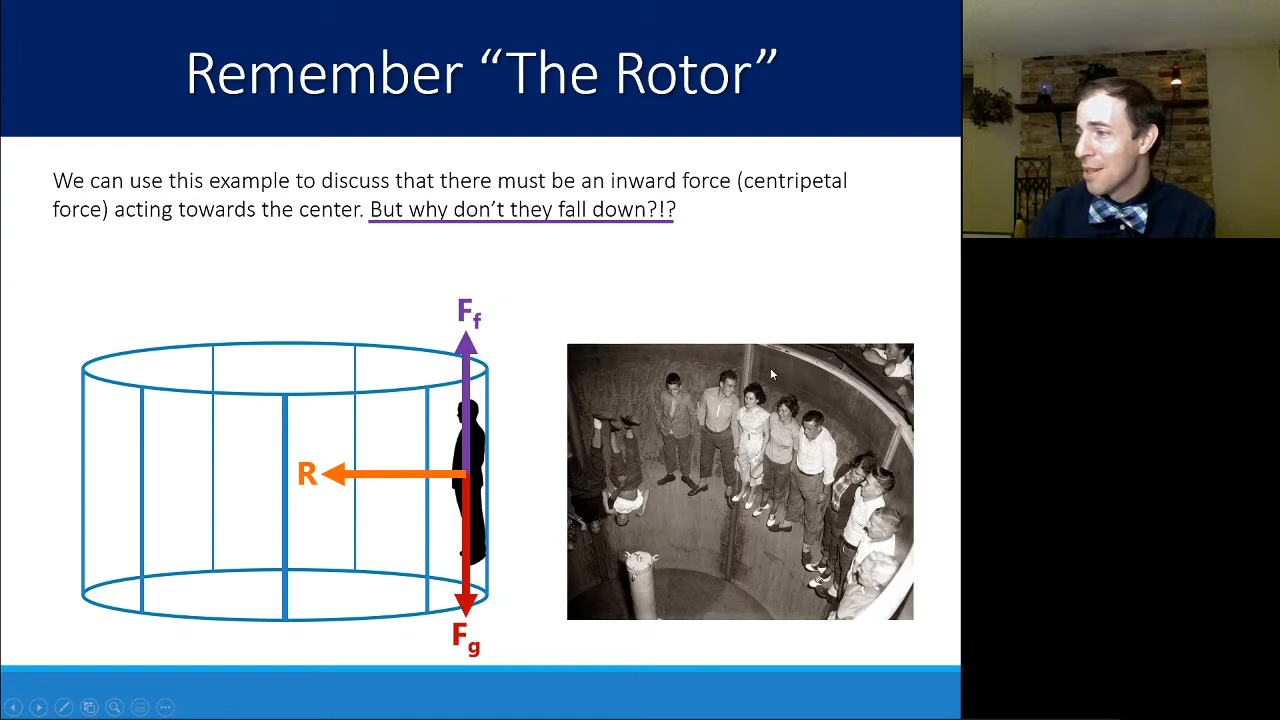 Remember “The Rotor”
We can use this example to discuss that there must be an inward force (centripetal
force) acting towards the center. But why don’t they fall down?!?
Ff
R
Fg